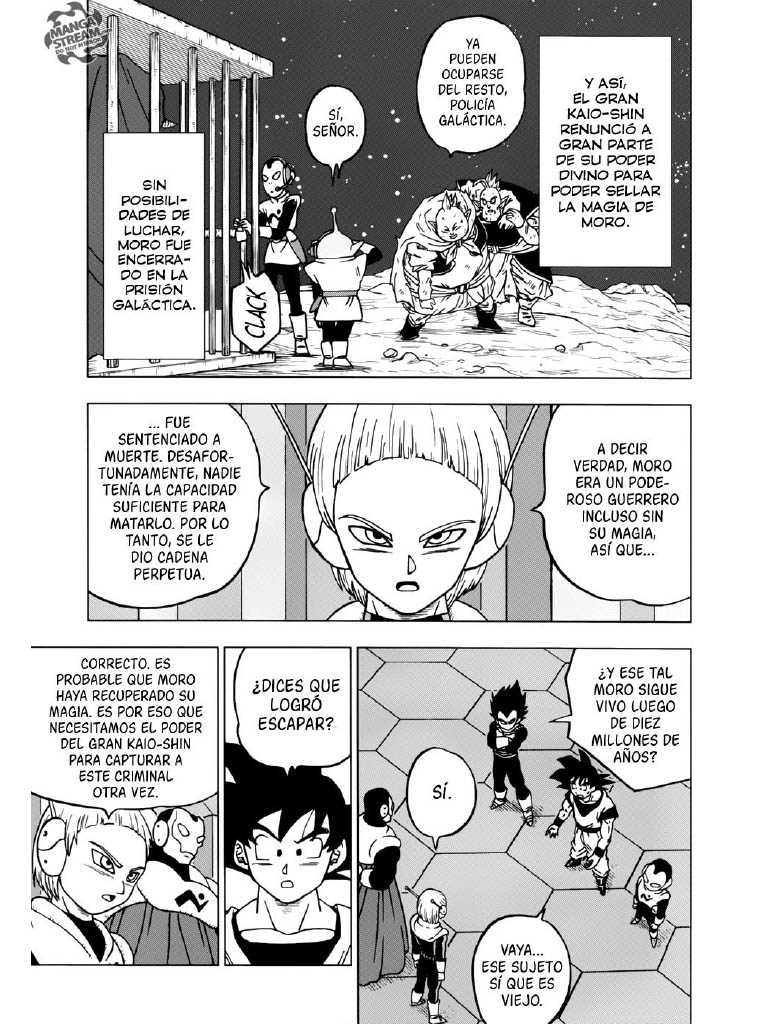 MANGA
STREAM
DO NOT MIRROR
Y ASÍ,
EL GRAN
KAIO-SHIN
RENUNCIÓ A
GRAN PARTE
DE SU PODER
DIVINO PARA
PODER SELLAR
LA MAGIA DE
MORO.
YA
PUEDEN
OCUPARSE
DEL RESTO,
POLICÍA
GALÁCTICA.
SÍ,
SEÑOR.
SIN
POSIBILI-
DADES DE
LUCHAR,
MORO FUE
ENCERRA-
DO EN LA
PRISIÓN
GALÁCTICA.
CLACK
A DECIR
VERDAD, MORO
ERA UN PODE-
ROSO GUERRERO
INCLUSO SIN
SU MAGIA,
ASÍ QUE...
... FUE
SENTENCIADO A
MUERTE. DESAFOR-
TUNADAMENTE, NADIE
TENÍA LA CAPACIDAD
SUFICIENTE PARA
MATARLO. POR LO
TANTO, SE LE
DIO CADENA
PERPETUA.
¿Y ESE TAL
MORO SIGUE
VIVO LUEGO
DE DIEZ
MILLONES DE
AÑOS?
SÍ.
VAYA...
ESE SUJETO
SÍ QUE ES
VIEJO.
¿DICES QUE
LOGRÓ
ESCAPAR?
CORRECTO. ES
PROBABLE QUE MORO
HAYA RECUPERADO SU
MAGIA. ES POR ESO QUE
NECESITAMOS EL PODER
DEL GRAN KAIO-SHIN
PARA CAPTURAR A
ESTE CRIMINAL
OTRA VEZ.